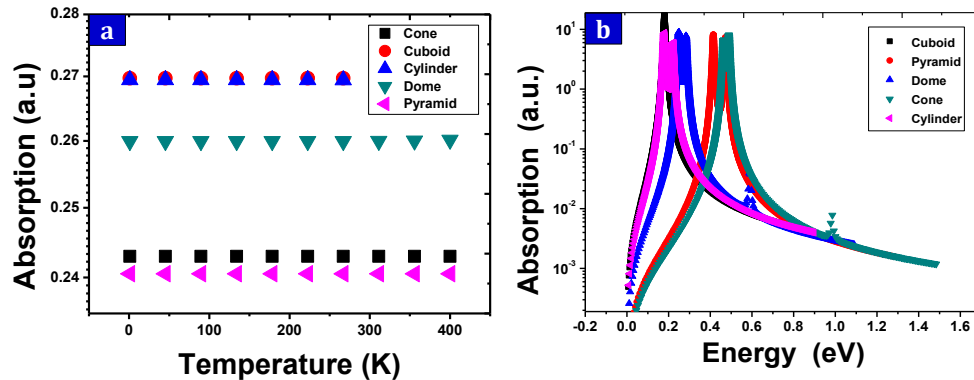 a
0.28
0.27
0.26
0.25
0.24
Absorption (a.u)
Cone
Cuboid
Cylinder
Dome
Pyramid
0 100 200 300 400
Temperature (K)
b
10¹
10⁰
10⁻¹
10⁻²
10⁻³
Absorption (a.u.)
Cuboid
Pyramid
Dome
Cone
Cylinder
-0.2 0.0 0.2 0.4 0.6 0.8 1.0 1.2 1.4 1.6
Energy (eV)